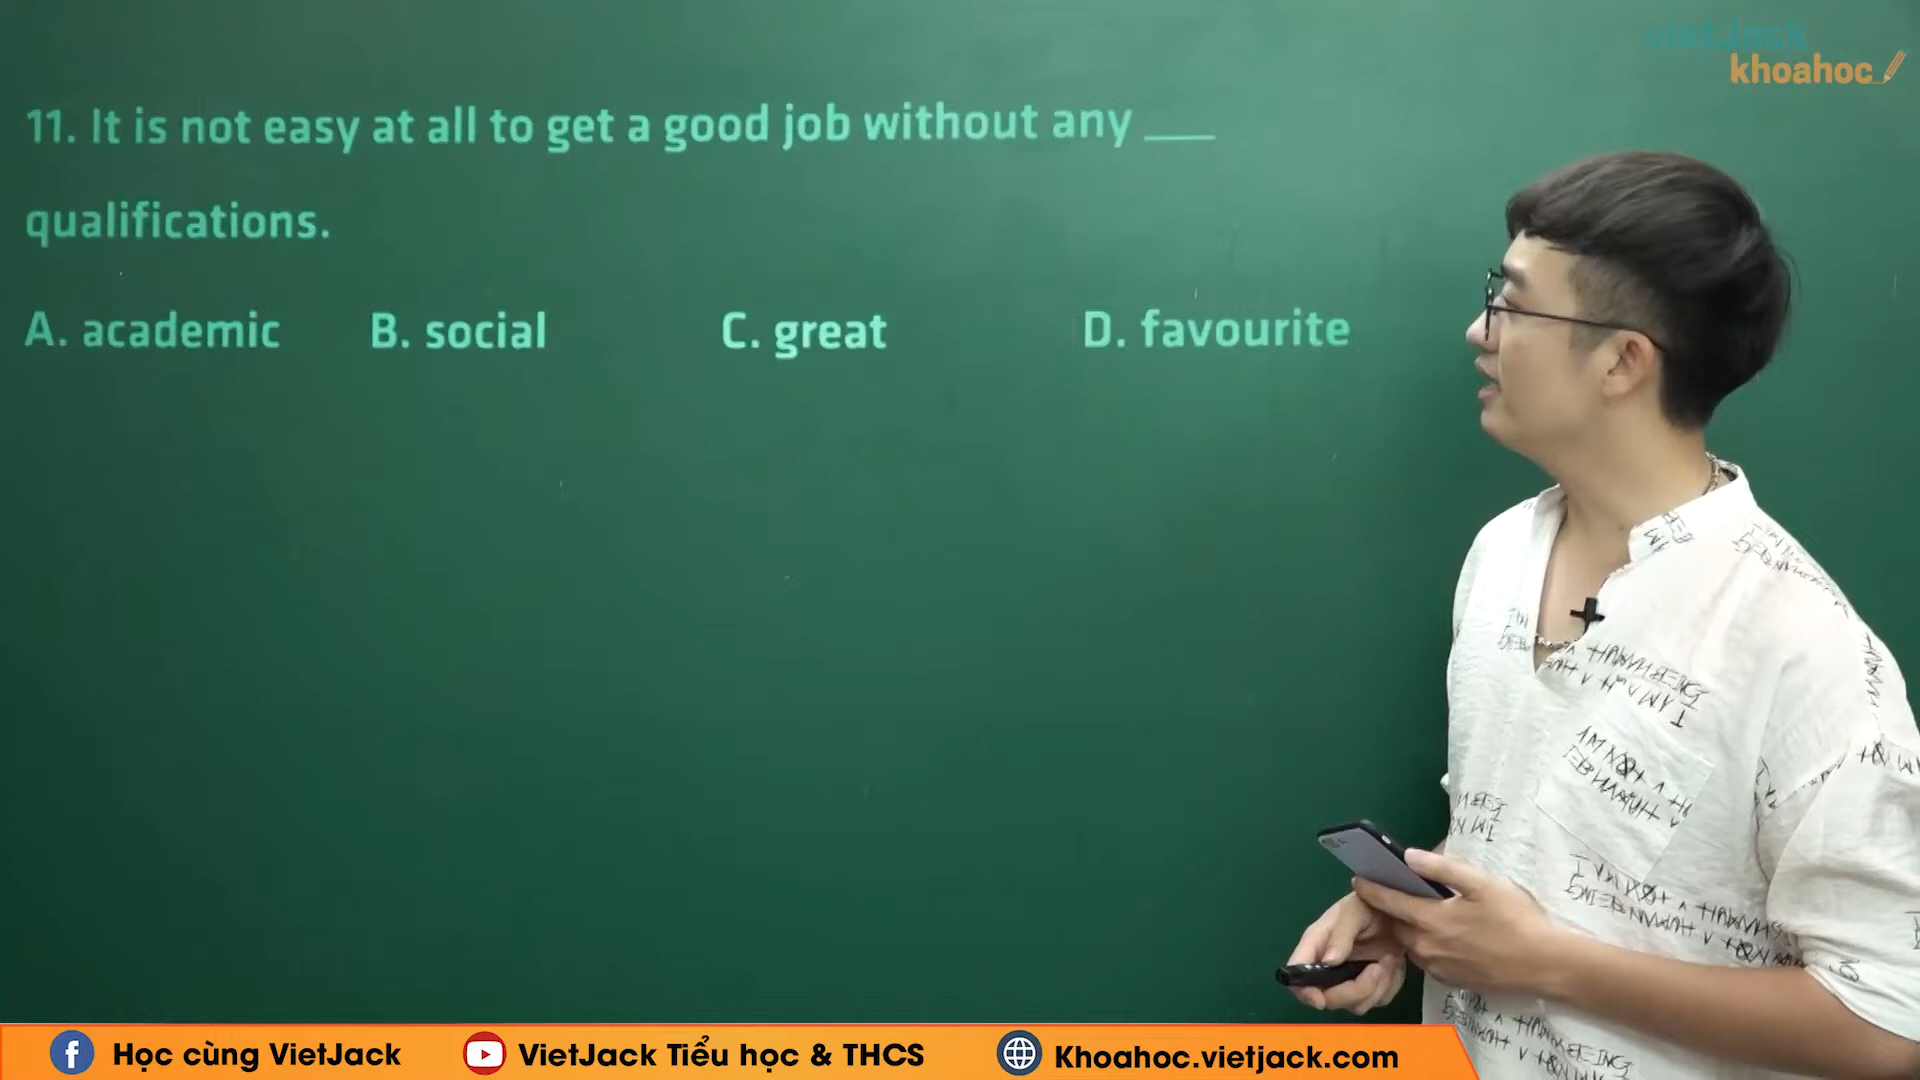 vietJack
khoahoc
11. It is not easy at all to get a good job without any ____
qualifications.
A. academic B. social C. great D. favourite
Học cùng VietJack VietJack Tiểu học & THCS Khoahoc.vietjack.com